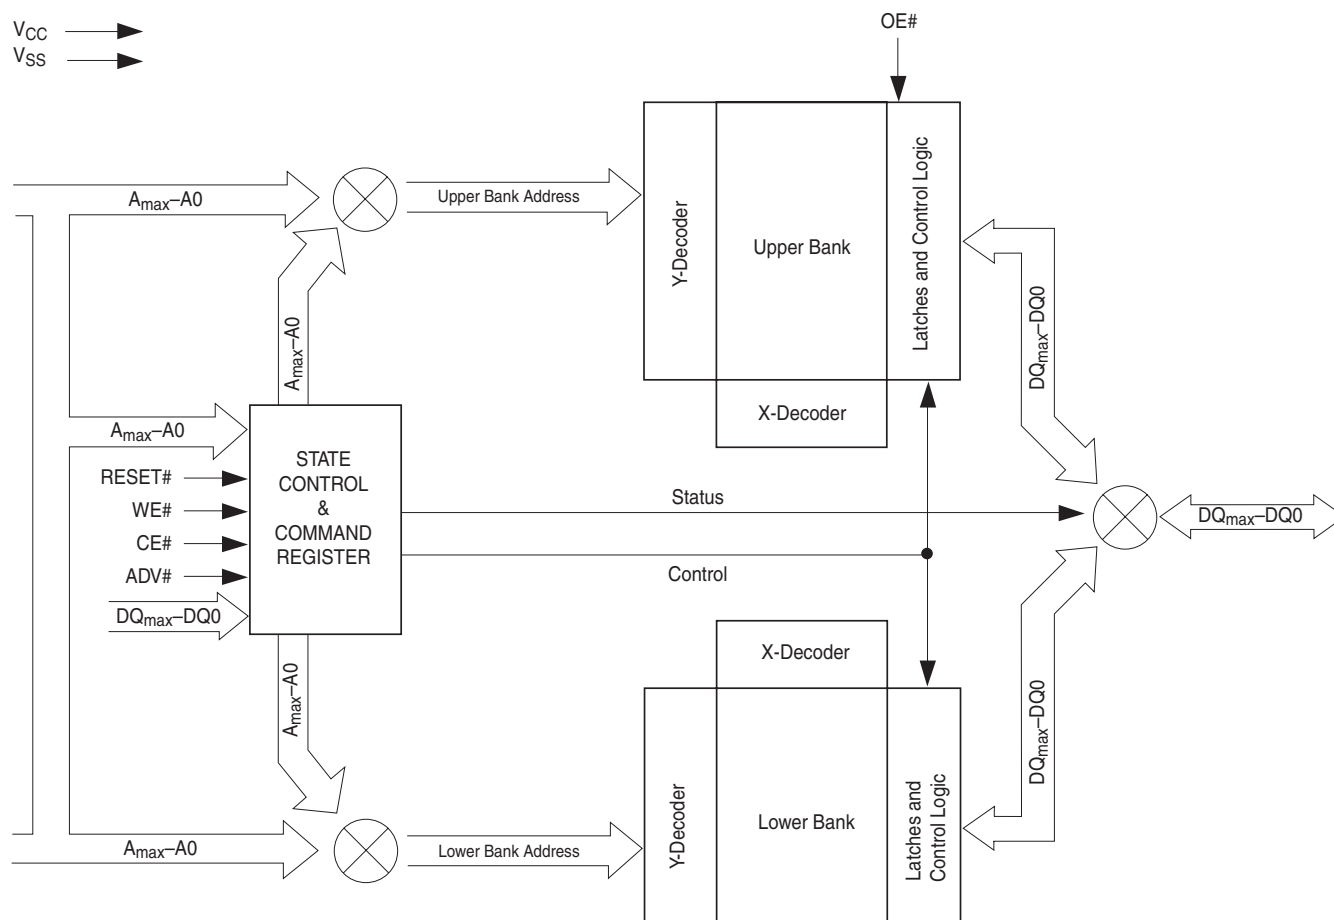 VCC
VSS
OE#
Amax–A0
Upper Bank Address
Y-Decoder
Upper Bank
Latches and Control Logic
DQmax–DQ0
Amax–A0
X-Decoder
Amax–A0
RESET#
WE#
CE#
ADV#
DQmax–DQ0
STATE
CONTROL
&
COMMAND
REGISTER
Status
Control
DQmax–DQ0
X-Decoder
Amax–A0
DQmax–DQ0
Amax–A0
Lower Bank Address
Y-Decoder
Lower Bank
Latches and
Control Logic